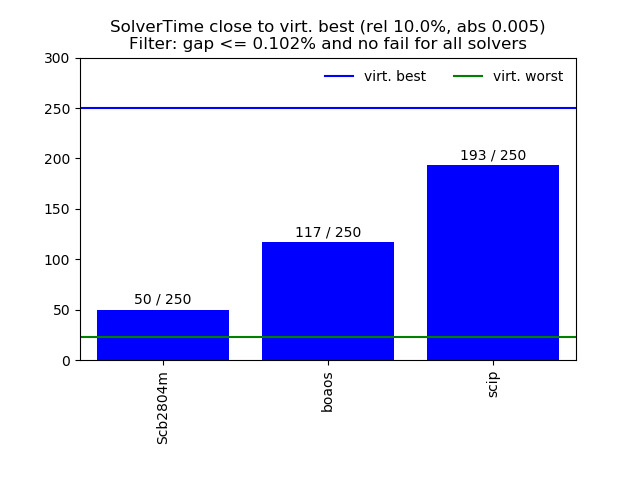 SolverTime close to virt. best (rel 10.0%, abs 0.005)
Filter: gap <= 0.102% and no fail for all solvers
virt. best
virt. worst
300
250
200
150
100
50
0
50 / 250
117 / 250
193 / 250
Scb2804m
boaos
scip